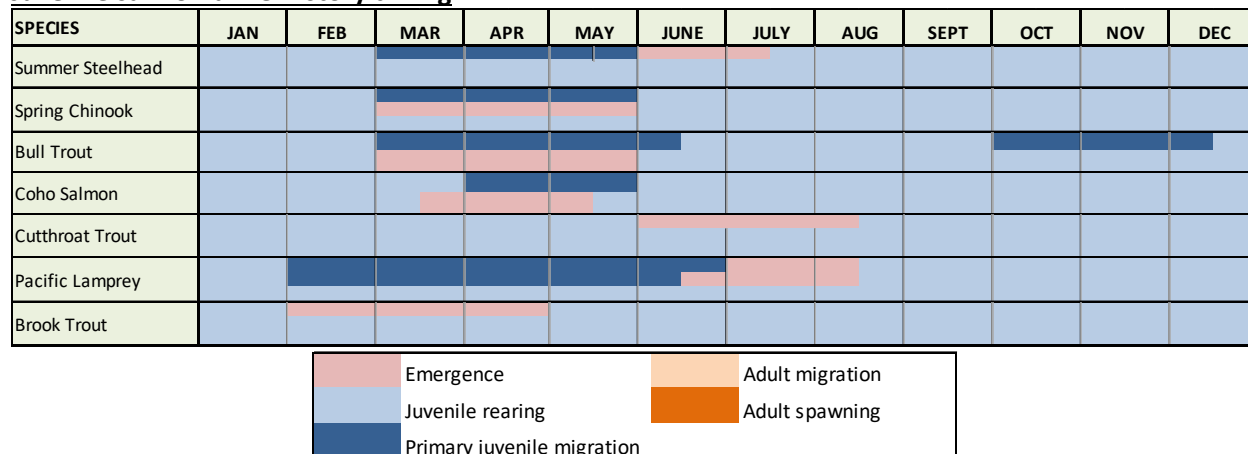 SPECIES JAN FEB MAR APR MAY JUNE JULY AUG SEPT OCT NOV DEC
Summer Steelhead
Spring Chinook
Bull Trout
Coho Salmon
Cutthroat Trout
Pacific Lamprey
Brook Trout
Emergence Adult migration
Juvenile rearing Adult spawning
Primary juvenile migration